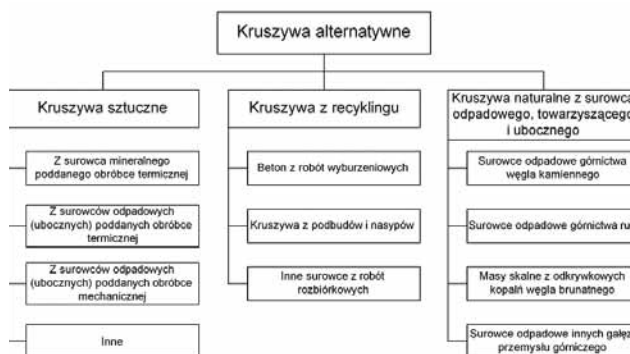 Kruszywa alternatywne
Kruszywa sztuczne
Z surowca mineralnego
poddanego obróbce termicznej
Z surowców odpadowych
(ubocznych) poddanych obróbce
termicznej
Z surowców odpadowych
(ubocznych) poddanych obróbce
mechanicznej
Inne
Kruszywa z recyklingu
Beton z robót wyburzeniowych
Kruszywa z podbudów i nasypów
Inne surowce z robót
rozbiórkowych
Kruszywa naturalne z surowca
odpadowego, towarzyszącego
i ubocznego
Surowce odpadowe górnictwa
węgla kamiennego
Surowce odpadowe górnictwa
Masy skalne z odkrywkowych
kopalń węgla brunatnego
Surowce odpadowe innych
przemysłu górniczego